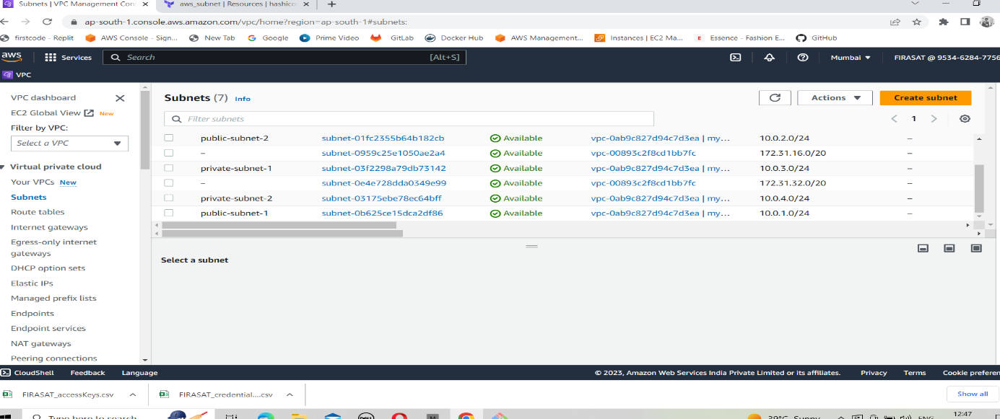 Subnets | VPC Management Con
aws_subnet | Resources | hashico
ap-south-1.console.aws.amazon.com/vpc/home?region=ap-south-1#subnets:
firstcode - Replit AWS Console - Sign... New Tab Google Prime Video GitLab Docker Hub AWS Management... Instances | EC2 Ma... Essence - Fashion E... GitHub
aws Services Search [Alt+S] Mumbai FIRASAT @ 9534-6284-7756
VPC
VPC dashboard
EC2 Global View New
Filter by VPC:
Select a VPC
Virtual private cloud
Your VPCs New
Subnets
Route tables
Internet gateways
Egress-only internet
gateways
DHCP option sets
Elastic IPs
Managed prefix lists
Endpoints
Endpoint services
NAT gateways
Peering connections
Subnets (7) Info
Actions
Create subnet
Filter subnets
1
public-subnet-2 subnet-01fc2355b64b182cb Available vpc-0ab9c827d94c7d3ea | my... 10.0.2.0/24 –
– subnet-0959c25e1050ae2a4 Available vpc-00893c2f8cd1bb7fc 172.31.16.0/20 –
private-subnet-1 subnet-03f2298a79db73142 Available vpc-0ab9c827d94c7d3ea | my... 10.0.3.0/24 –
– subnet-0e4e728dda0349e99 Available vpc-00893c2f8cd1bb7fc 172.31.32.0/20 –
private-subnet-2 subnet-03175ebe78ec64bff Available vpc-0ab9c827d94c7d3ea | my... 10.0.4.0/24 –
public-subnet-1 subnet-0b625ce15dca2df86 Available vpc-0ab9c827d94c7d3ea | my... 10.0.1.0/24 –
Select a subnet
CloudShell Feedback Language © 2023, Amazon Web Services India Private Limited or its affiliates. Privacy Terms Cookie preferen
FIRASAT_accessKeys.csv FIRASAT_credential....csv Show all
Type here to search 39°C Sunny ENG 12:47